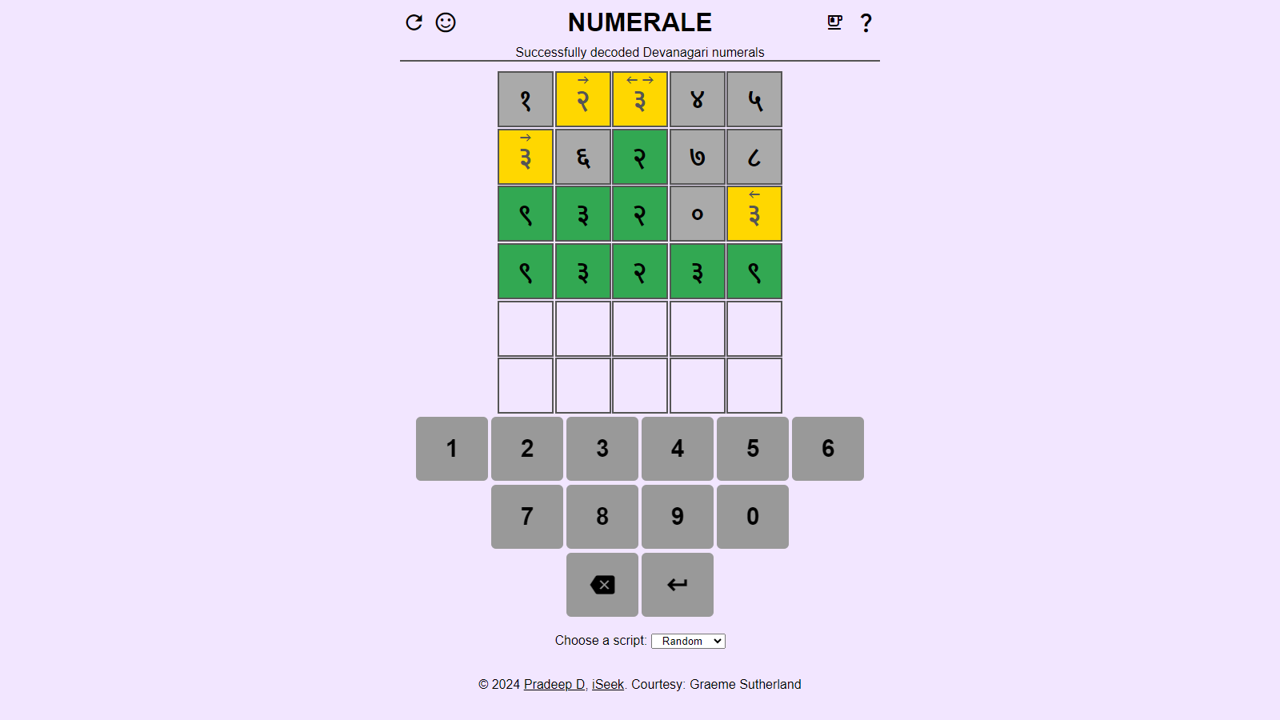 NUMERALE ?
Successfully decoded Devanagari numerals
१ २ ३ ४ ५
३ ६ २ ७ ८
९ ३ २ ० ३
९ ३ २ ३ ९
1 2 3 4 5 6
7 8 9 0
Choose a script: Random
© 2024 Pradeep D, iSeek. Courtesy: Graeme Sutherland